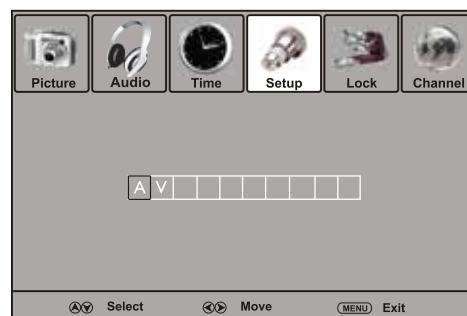 Picture Audio Time Setup Lock Channel
A V
Select Move MENU Exit